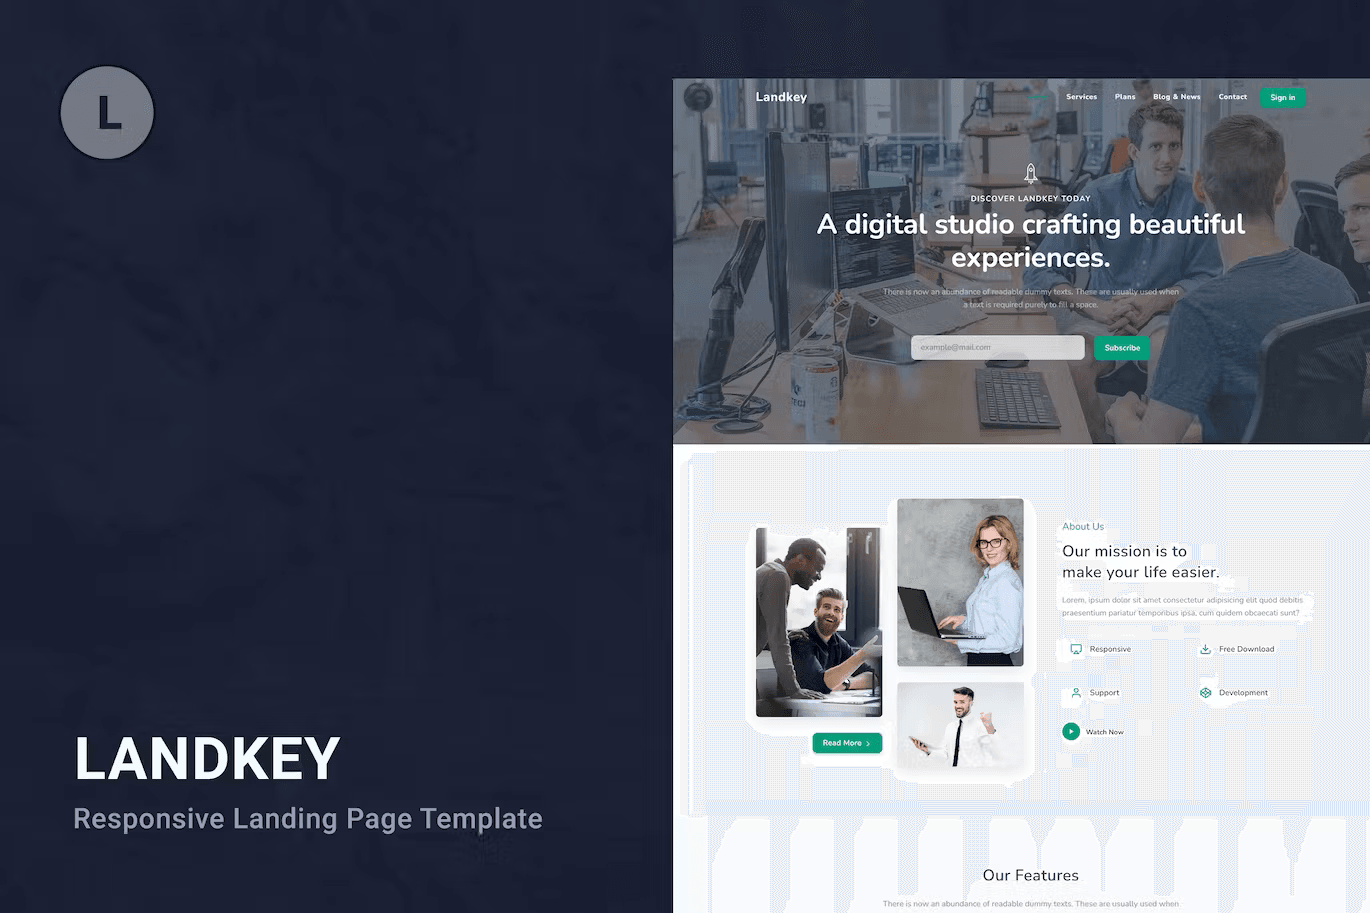 L
LANDKEY
Responsive Landing Page Template
Landkey
Services Plans Blog & News Contact Sign in
DISCOVER LANDKEY TODAY
A digital studio crafting beautiful
experiences.
There is now an abundance of readable dummy texts. These are usually used when
a text is required purely to fill a space.
example@mail.com Subscribe
Read More
About Us
Our mission is to
make your life easier.
Lorem, ipsum dolor sit amet consectetur adipisicing elit quod debitis
praesentium pariatur temporibus ipsa, cum quidem obcaecati sunt?
Responsive Free Download
Support Development
Watch Now
Our Features
There is now an abundance of readable dummy texts. These are usually used when